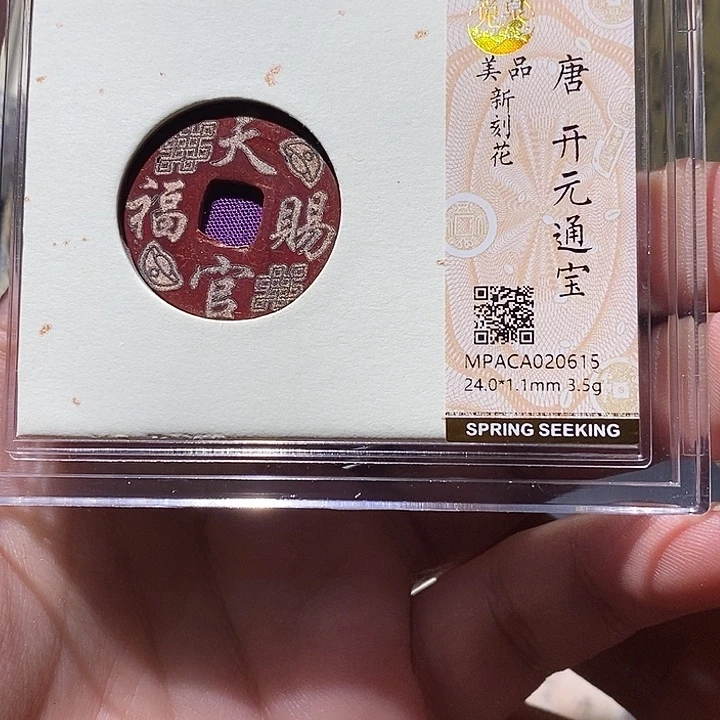 天
官
賜
福
唐 开元通宝
美品
新刻花
MPACA020615
24.0*1.1mm 3.5g
SPRING SEEKING